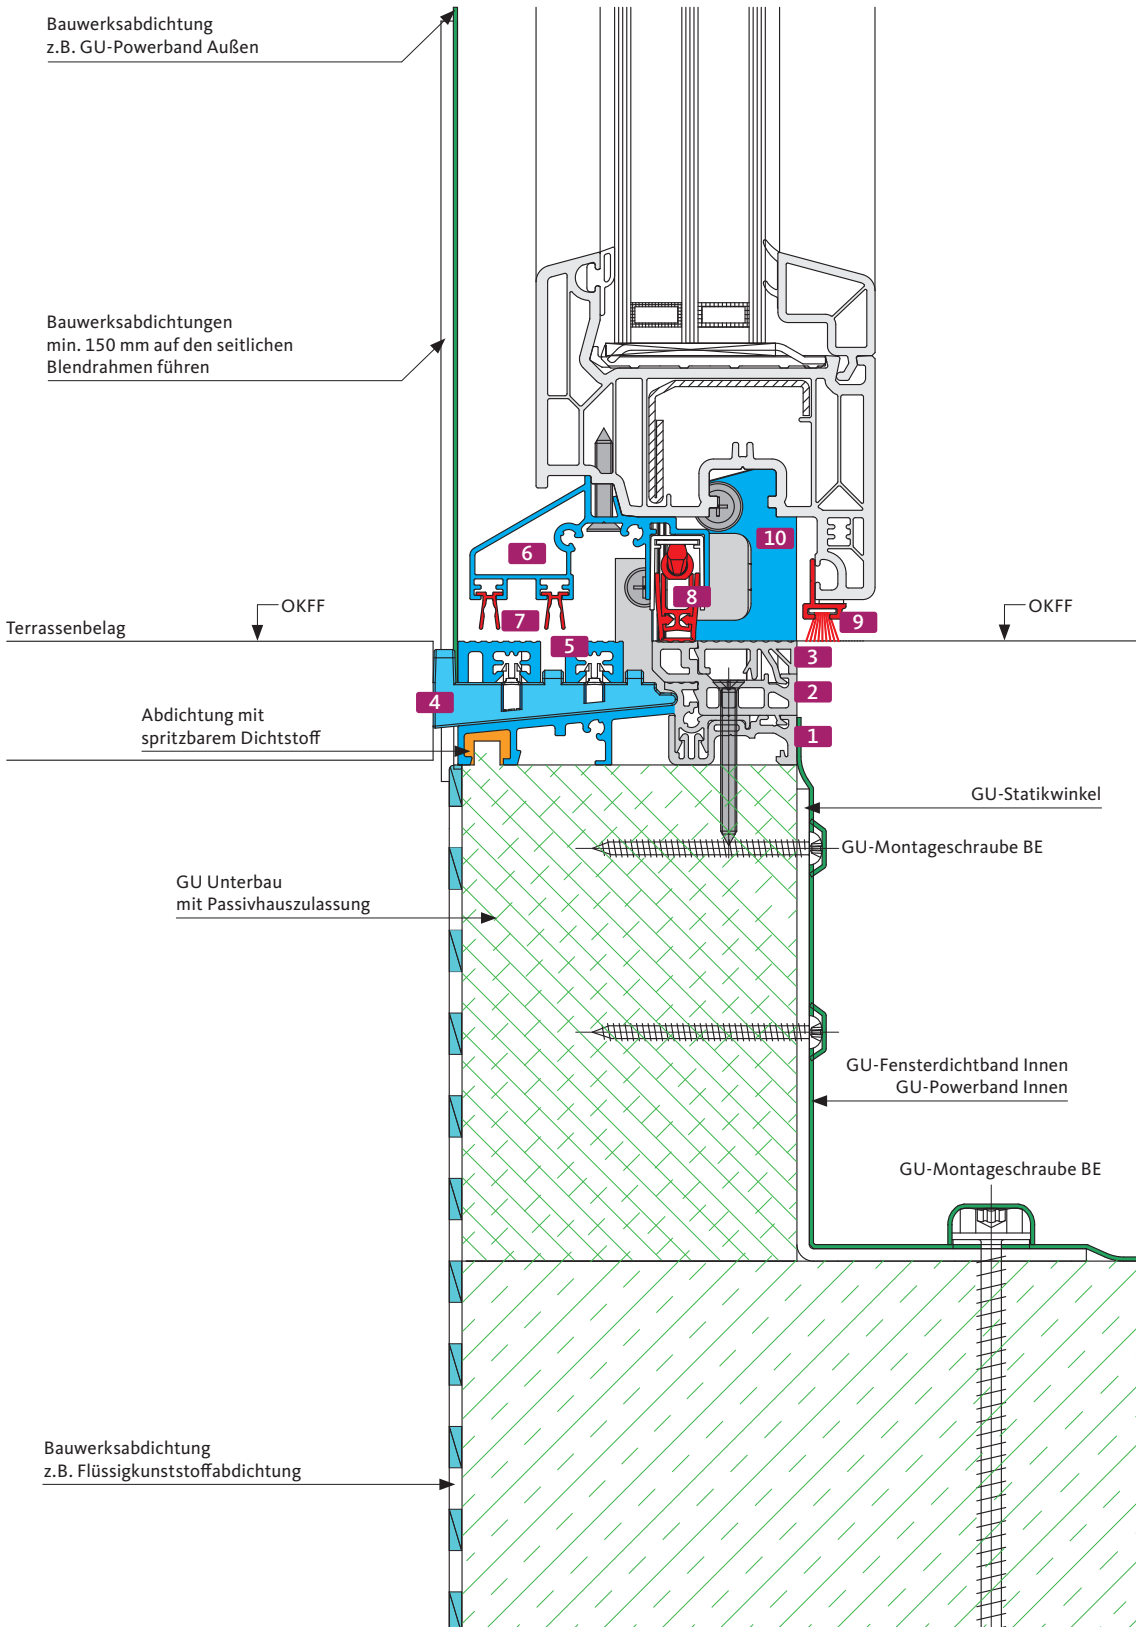 Bauwerksabdichtung
z.B. GU-Powerband Außen
Bauwerksabdichtungen
min. 150 mm auf den seitlichen
Blendrahmen führen
10
6
8
7
9
OKFF
OKFF
Terrassenbelag
5
3
2
4
Abdichtung mit
spritzbarem Dichtstoff
1
GU-Statikwinkel
GU-Montageschraube BE
GU Unterbau
mit Passivhauszulassung
GU-Fensterdichtband Innen
GU-Powerband Innen
GU-Montageschraube BE
Bauwerksabdichtung
z.B. Flüssigkunststoffabdichtung